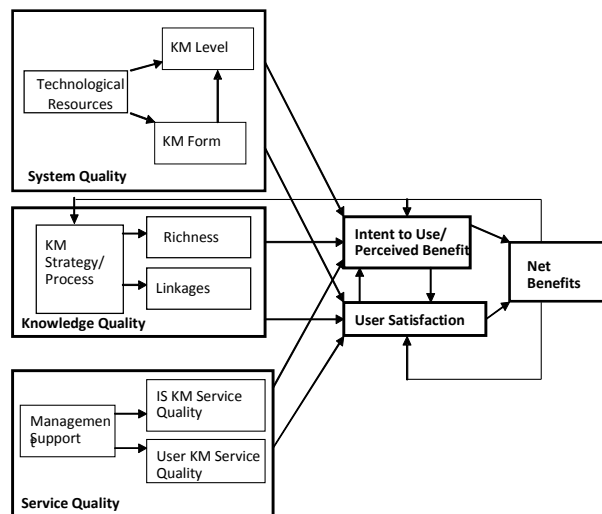 KM Level
Technological
Resources
KM Form
System Quality
KM
Strategy/
Process
Richness
Linkages
Knowledge Quality
Intent to Use/
Perceived Benefit
User Satisfaction
Net
Benefits
Managemen
t
Support
IS KM Service
Quality
User KM Service
Quality
Service Quality